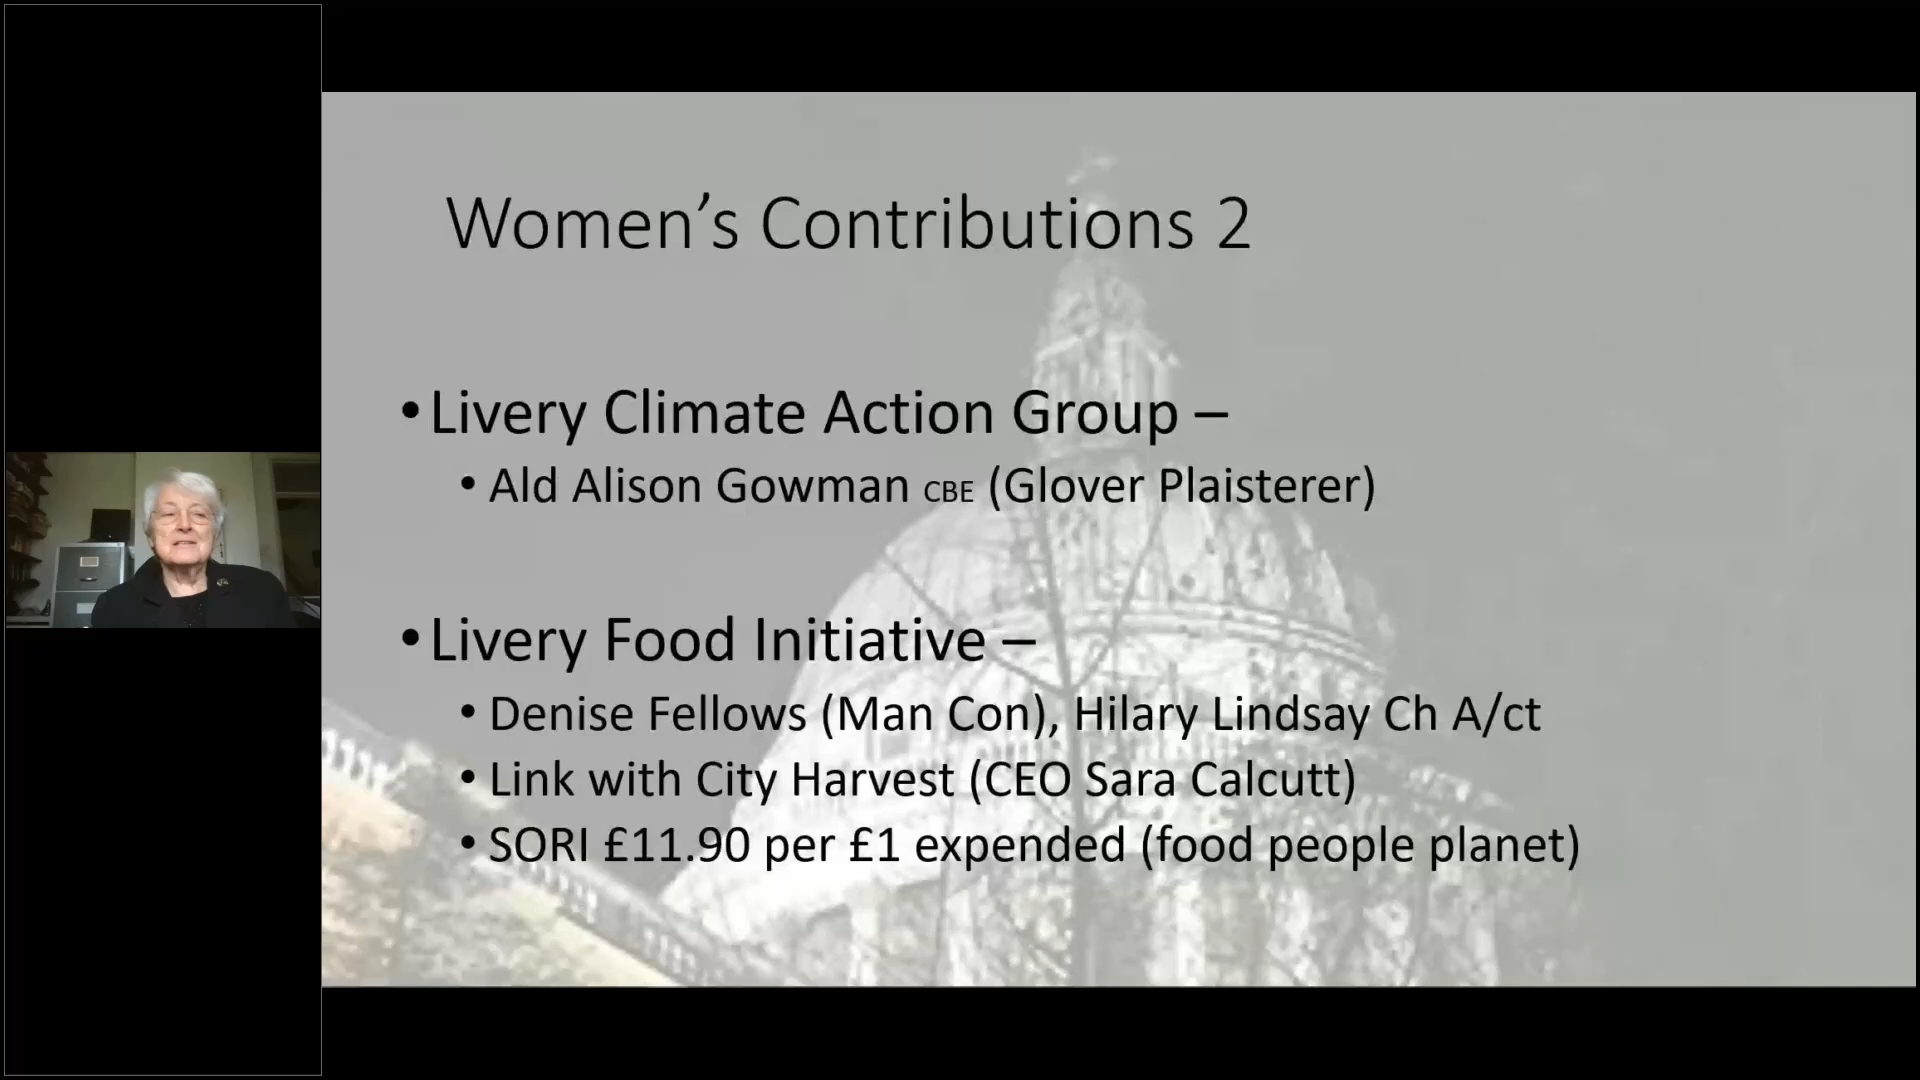 Women’s Contributions 2
•Livery Climate Action Group –
• Ald Alison Gowman CBE (Glover Plaisterer)
•Livery Food Initiative –
• Denise Fellows (Man Con), Hilary Lindsay Ch A/ct
• Link with City Harvest (CEO Sara Calcutt)
• SORI £11.90 per £1 expended (food people planet)